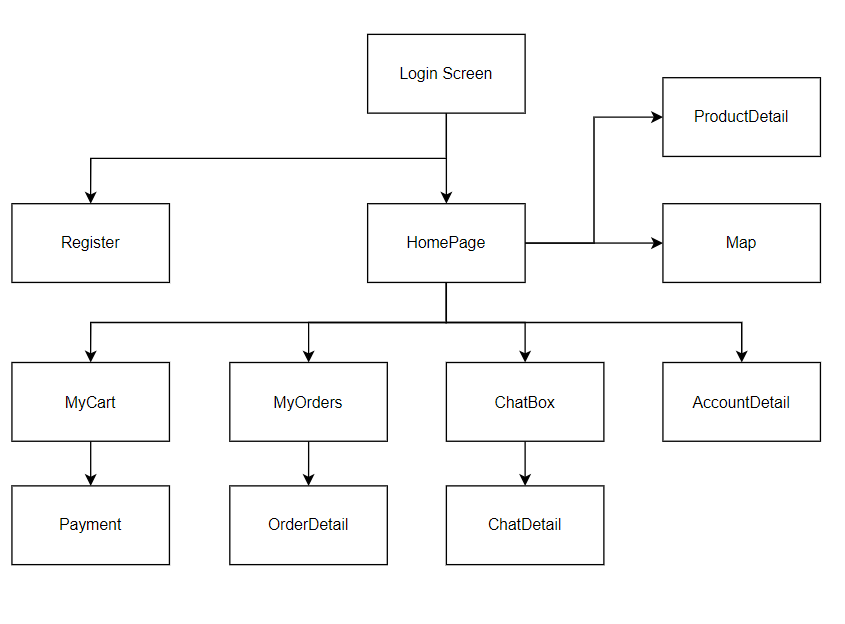 Login Screen
ProductDetail
Register
HomePage
Map
MyCart
MyOrders
ChatBox
AccountDetail
Payment
OrderDetail
ChatDetail